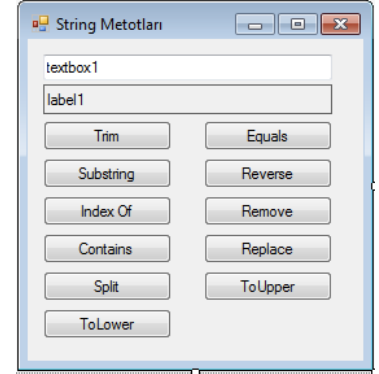 String Metotları
textbox1
label1
Trim Equals
Substring Reverse
Index Of Remove
Contains Replace
Split ToUpper
ToLower